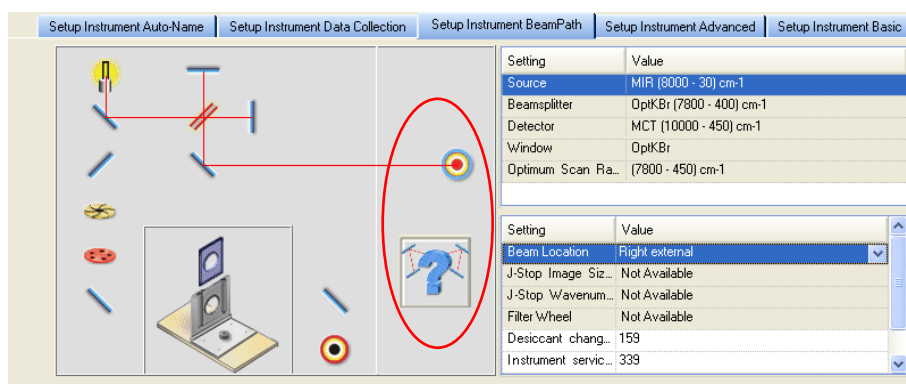 Setup Instrument Auto-Name Setup Instrument Data Collection Setup Instrument BeamPath Setup Instrument Advanced Setup Instrument Basic
Setting Value
Source MIR (8000 - 30) cm-1
Beamsplitter OptKBr (7800 - 400) cm-1
Detector MCT (10000 - 450) cm-1
Window OptKBr
Optimum Scan Ra... (7800 - 450) cm-1
Setting Value
Beam Location Right external
J-Stop Image Siz... Not Available
J-Stop Wavenum... Not Available
Filter Wheel Not Available
Desiccant chang... 159
Instrument servic... 339
?